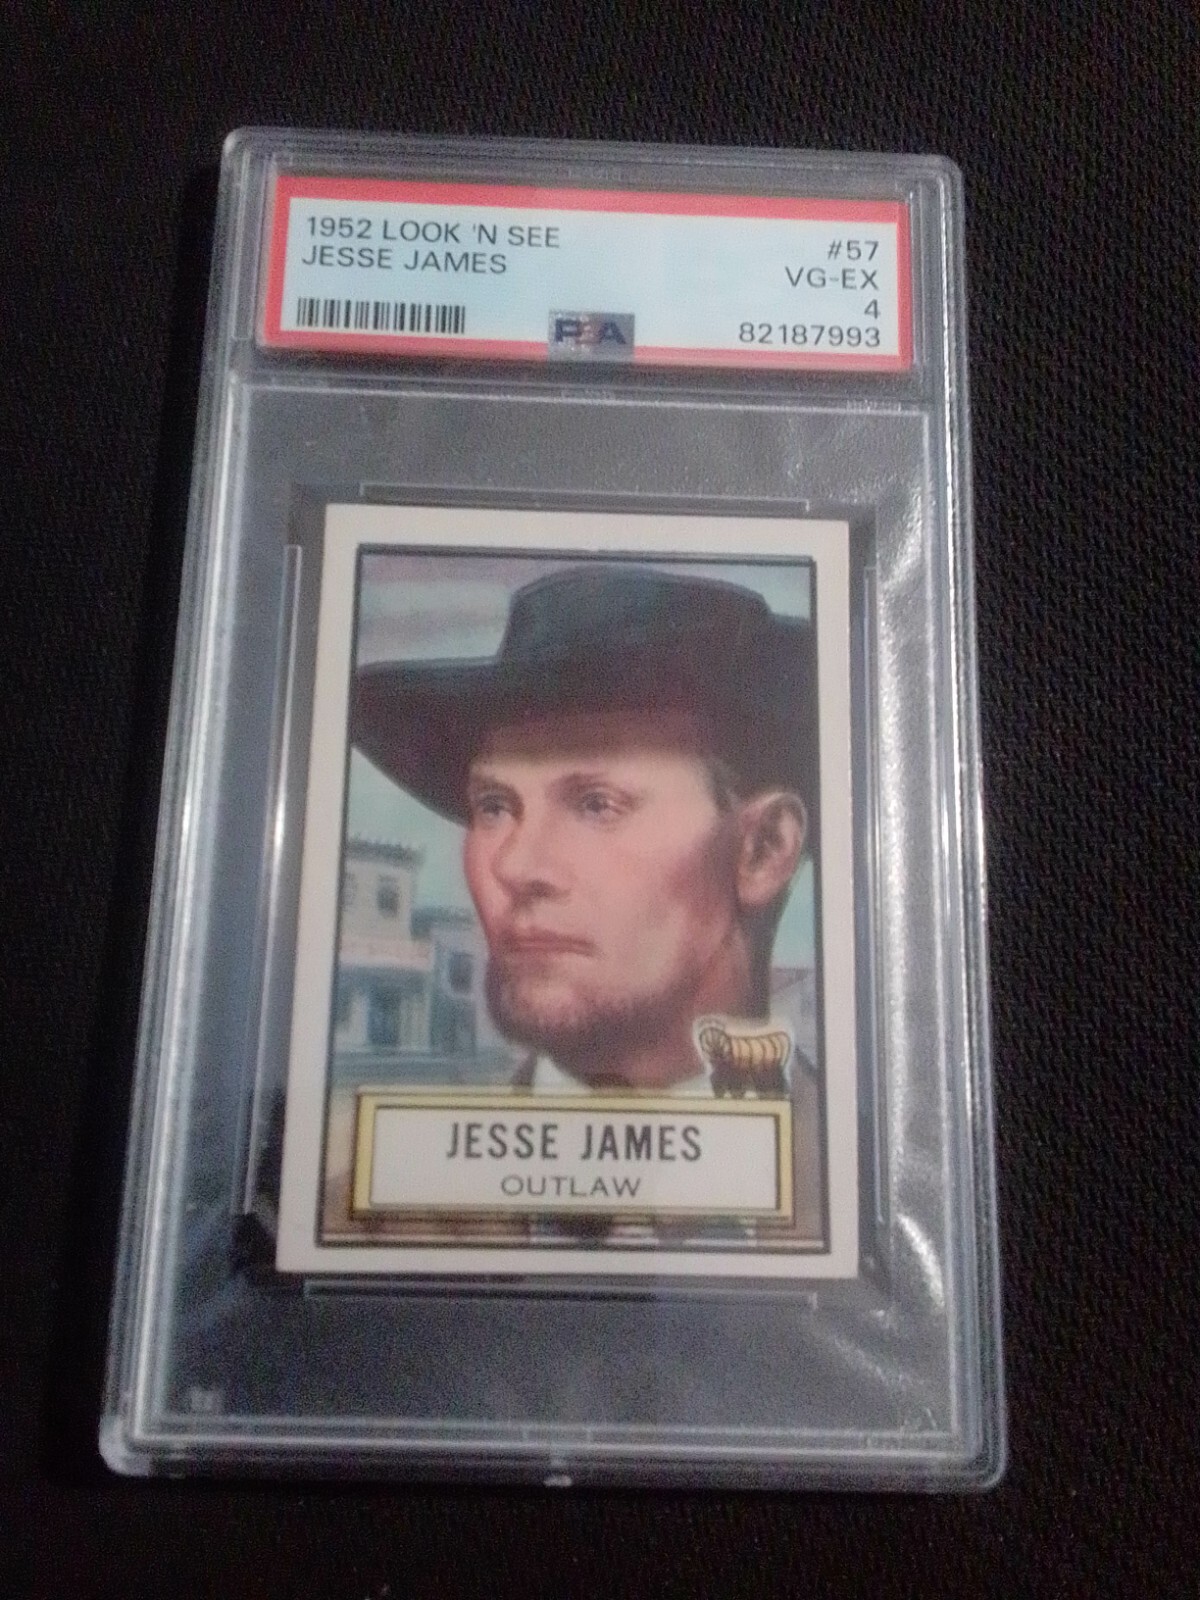 1952 LOOK 'N SEE
JESSE JAMES
#57
VG-EX
4
82187993
PSA
JESSE JAMES
OUTLAW